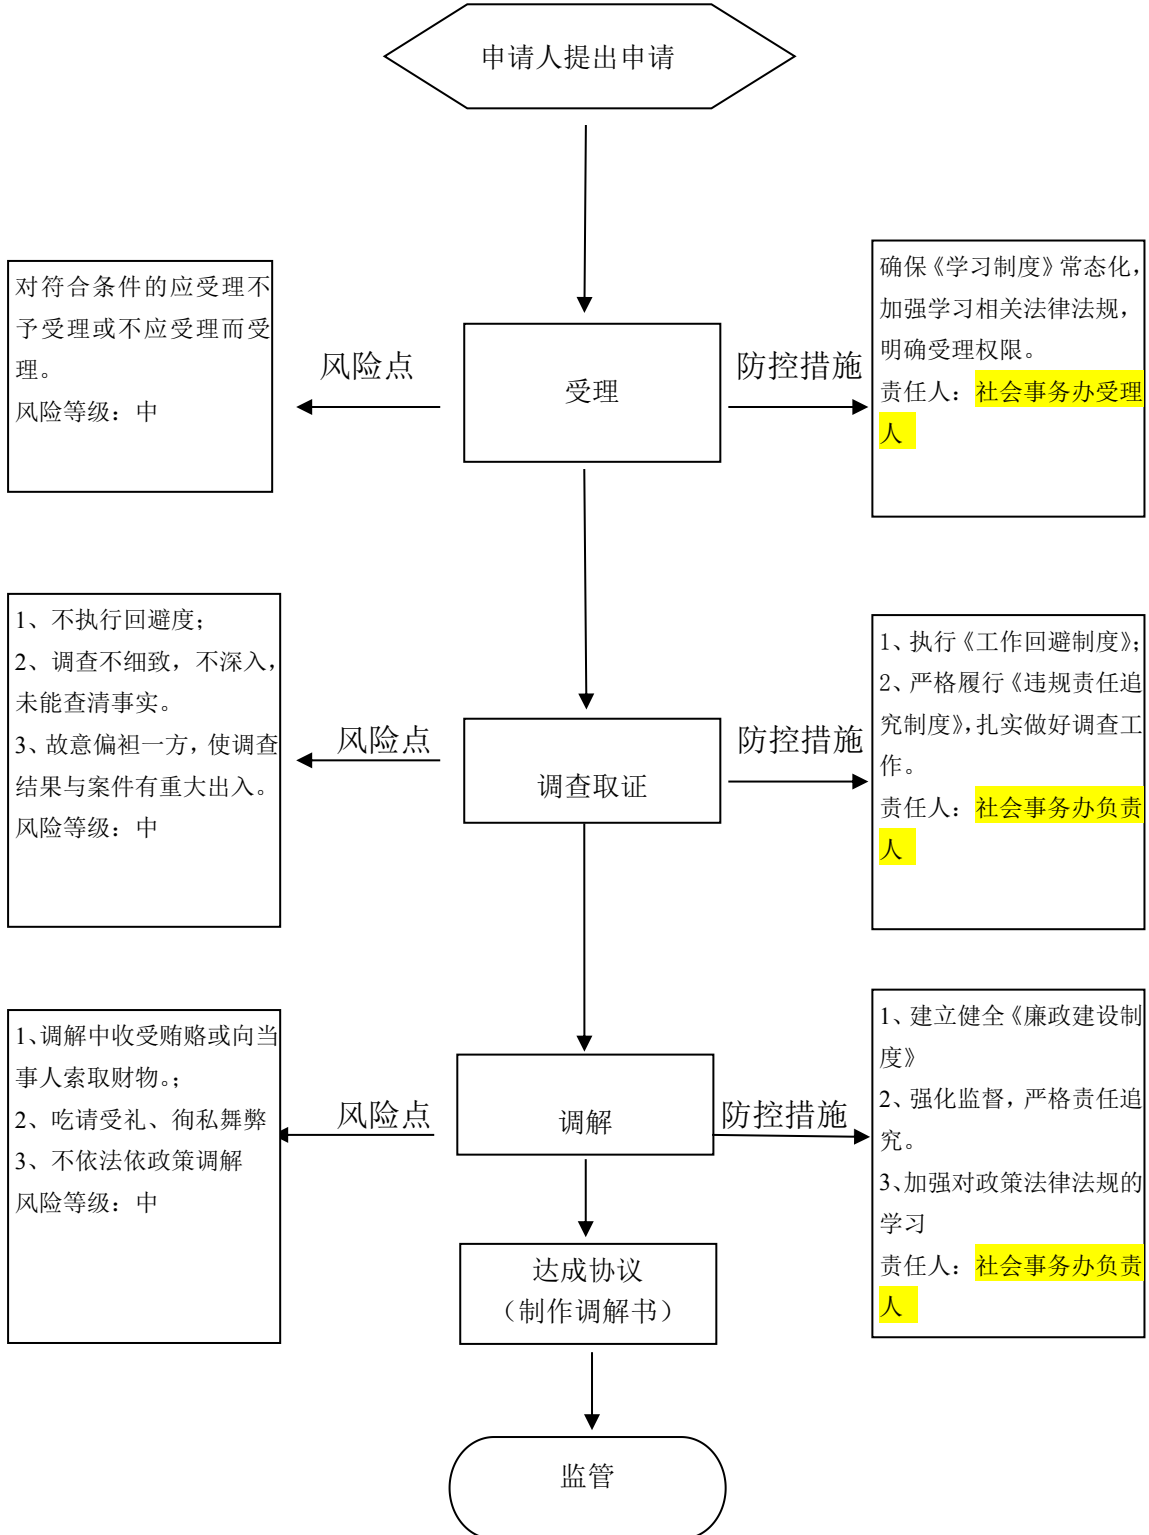 申请人提出申请
对符合条件的应受理不
予受理或不应受理而受
理。
风险等级：中
风险点
受理
防控措施
确保《学习制度》常态化，
加强学习相关法律法规，
明确受理权限。
责任人：社会事务办受理
人
1、不执行回避度；
2、调查不细致，不深入，
未能查清事实。
3、故意偏袒一方，使调查
结果与案件有重大出入。
风险等级：中
风险点
调查取证
防控措施
1、执行《工作回避制度》；
2、严格履行《违规责任追
究制度》，扎实做好调查工
作。
责任人：社会事务办负责
人
1、调解中收受贿赂或向当
事人索取财物。；
2、吃请受礼、徇私舞弊
3、不依法依政策调解
风险等级：中
风险点
调解
防控措施
1、建立健全《廉政建设制
度》
2、强化监督，严格责任追
究。
3、加强对政策法律法规的
学习
责任人：社会事务办负责
人
达成协议
（制作调解书）
监管